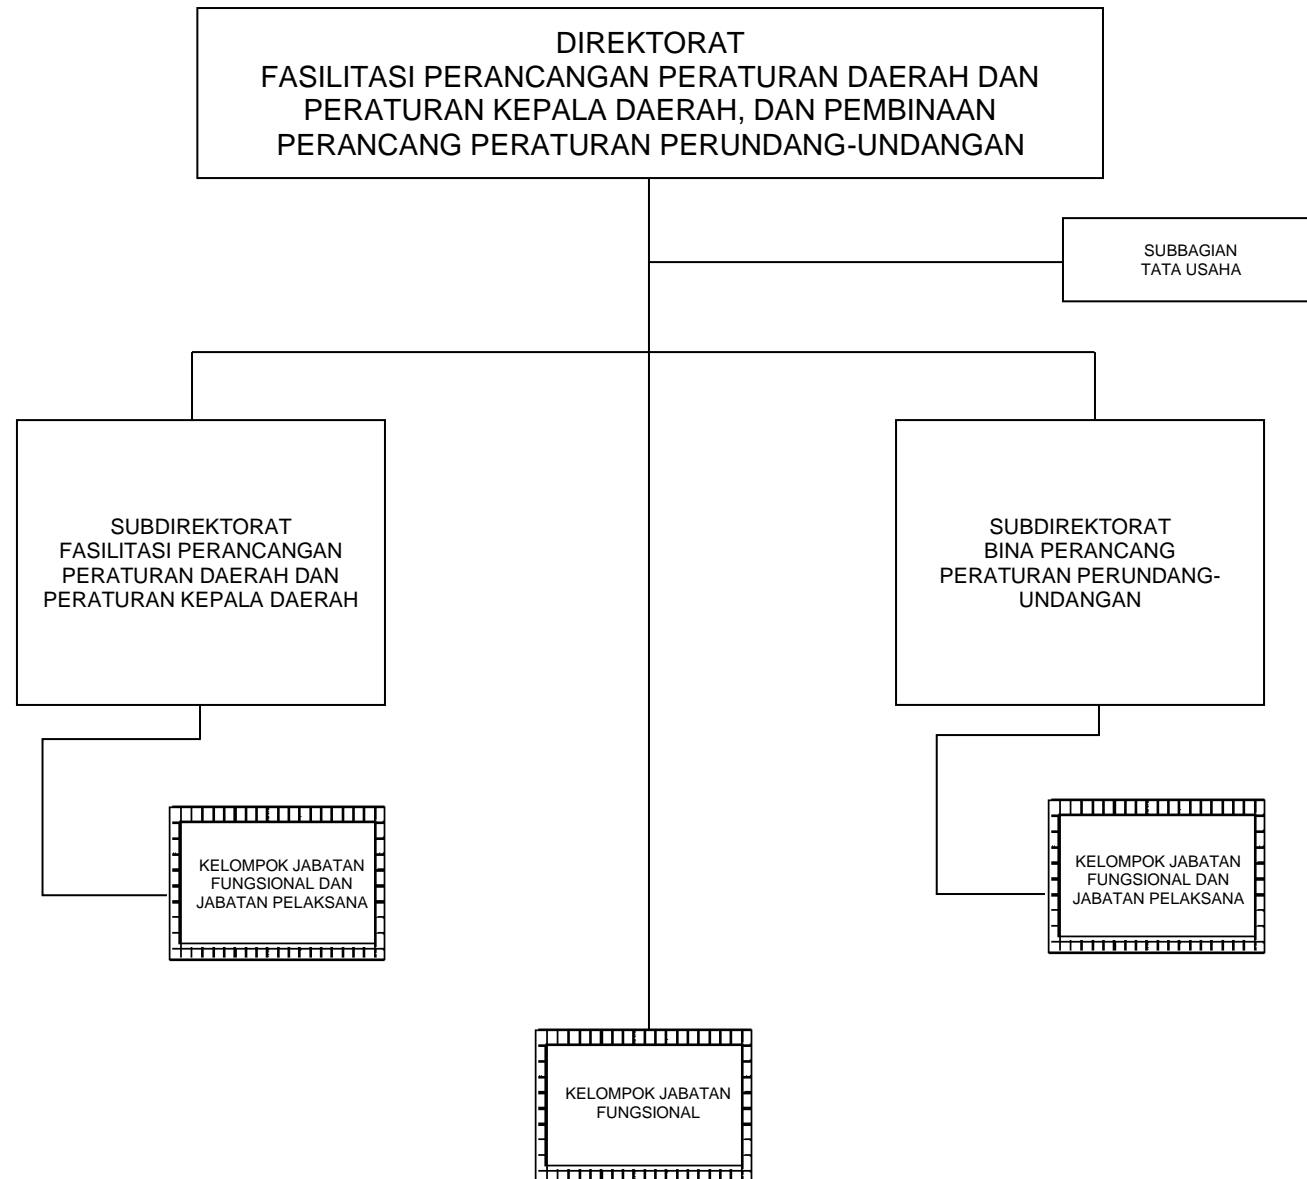 DIREKTORAT
FASILITASI PERANCANGAN PERATURAN DAERAH DAN
PERATURAN KEPALA DAERAH, DAN PEMBINAAN
PERANCANG PERATURAN PERUNDANG-UNDANGAN
SUBBAGIAN
TATA USAHA
SUBDIREKTORAT
FASILITASI PERANCANGAN
PERATURAN DAERAH DAN
PERATURAN KEPALA DAERAH
SUBDIREKTORAT
BINA PERANCANG
PERATURAN PERUNDANG-
UNDANGAN
KELOMPOK JABATAN
FUNGSIONAL DAN
JABATAN PELAKSANA
KELOMPOK JABATAN
FUNGSIONAL DAN
JABATAN PELAKSANA
KELOMPOK JABATAN
FUNGSIONAL